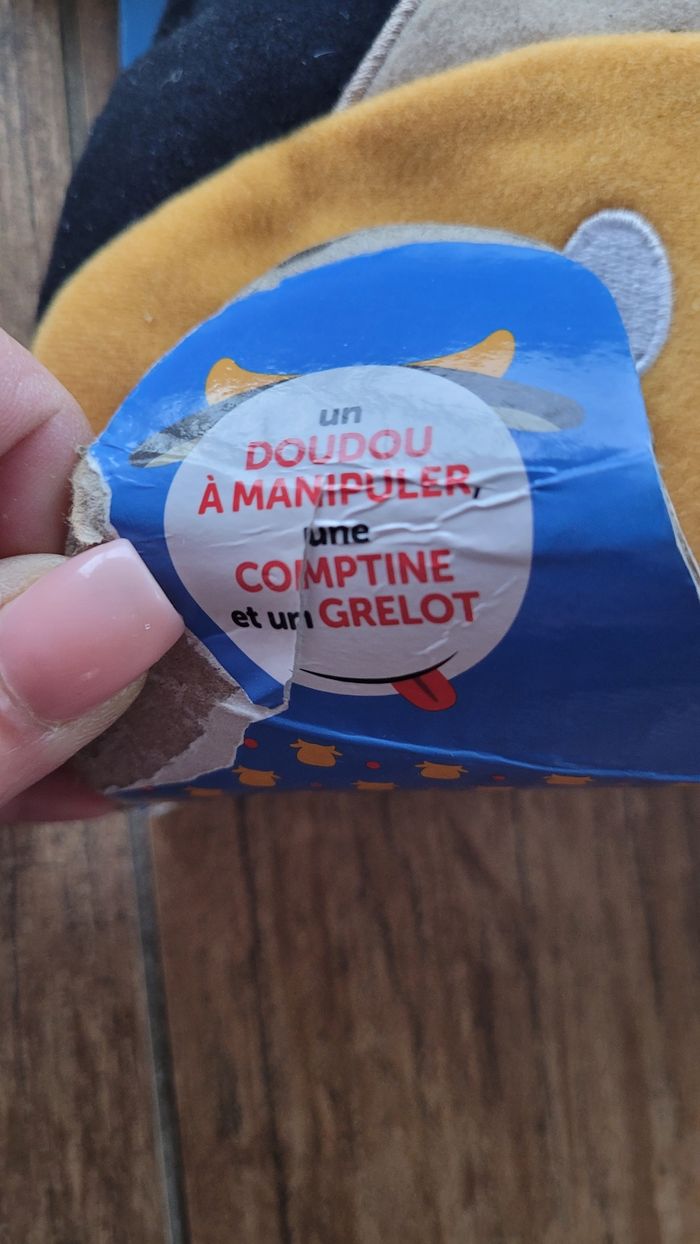 un
DOUDOU
À MANIPULER,
une
COMPTINE
et un GRELOT